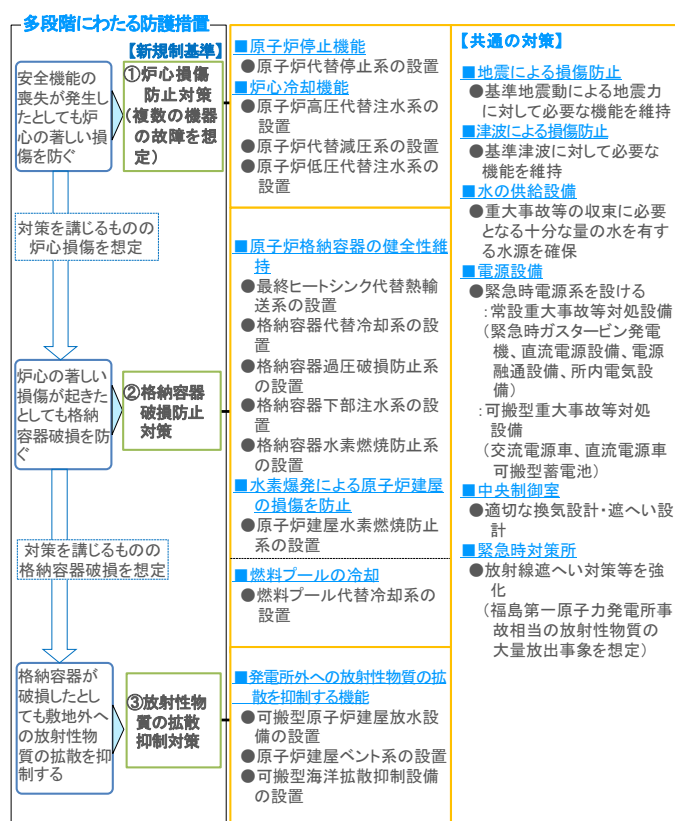 多段階にわたる防護措置
【新規制基準】
安全機能の
喪失が発生し
たとしても炉
心の著しい損
傷を防ぐ
①炉心損傷
防止対策
(複数の機器
の故障を想
定)
対策を講じるものの
炉心損傷を想定
炉心の著しい
損傷が起きた
としても格納
容器破損を防
ぐ
②格納容器
破損防止
対策
対策を講じるものの
格納容器破損を想定
格納容器が
破損したとし
ても敷地外へ
の放射性物
質の拡散を抑
制する
③放射性物
質の拡散
抑制対策
■原子炉停止機能
●原子炉代替停止系の設置
■炉心冷却機能
●原子炉高圧代替注水系の
設置
●原子炉代替減圧系の設置
●原子炉低圧代替注水系の
設置
■原子炉格納容器の健全性維
持
●最終ヒートシンク代替熱輸
送系の設置
●格納容器代替冷却系の設
置
●格納容器過圧破損防止系
の設置
●格納容器下部注水系の設
置
●格納容器水素燃焼防止系
の設置
■水素爆発による原子炉建屋
の損傷を防止
●原子炉建屋水素燃焼防止
系の設置
■燃料プールの冷却
●燃料プール代替冷却系の
設置
■発電所外への放射性物質の拡
散を抑制する機能
●可搬型原子炉建屋放水設
備の設置
●原子炉建屋ベント系の設置
●可搬型海洋拡散抑制設備
の設置
【共通の対策】
■地震による損傷防止
●基準地震動による地震力
に対して必要な機能を維持
■津波による損傷防止
●基準津波に対して必要な
機能を維持
■水の供給設備
●重大事故等の収束に必要
となる十分な量の水を有す
る水源を確保
■電源設備
●緊急時電源系を設ける
:常設重大事故等対処設備
(緊急時ガスタービン発電
機、直流電源設備、電源
融通設備、所内電気設
備)
:可搬型重大事故等対処
設備
(交流電源車、直流電源車
可搬型蓄電池)
■中央制御室
●適切な換気設計・遮へい設
計
■緊急時対策所
●放射線遮へい対策等を強
化
(福島第一原子力発電所事
故相当の放射性物質の
大量放出事象を想定)